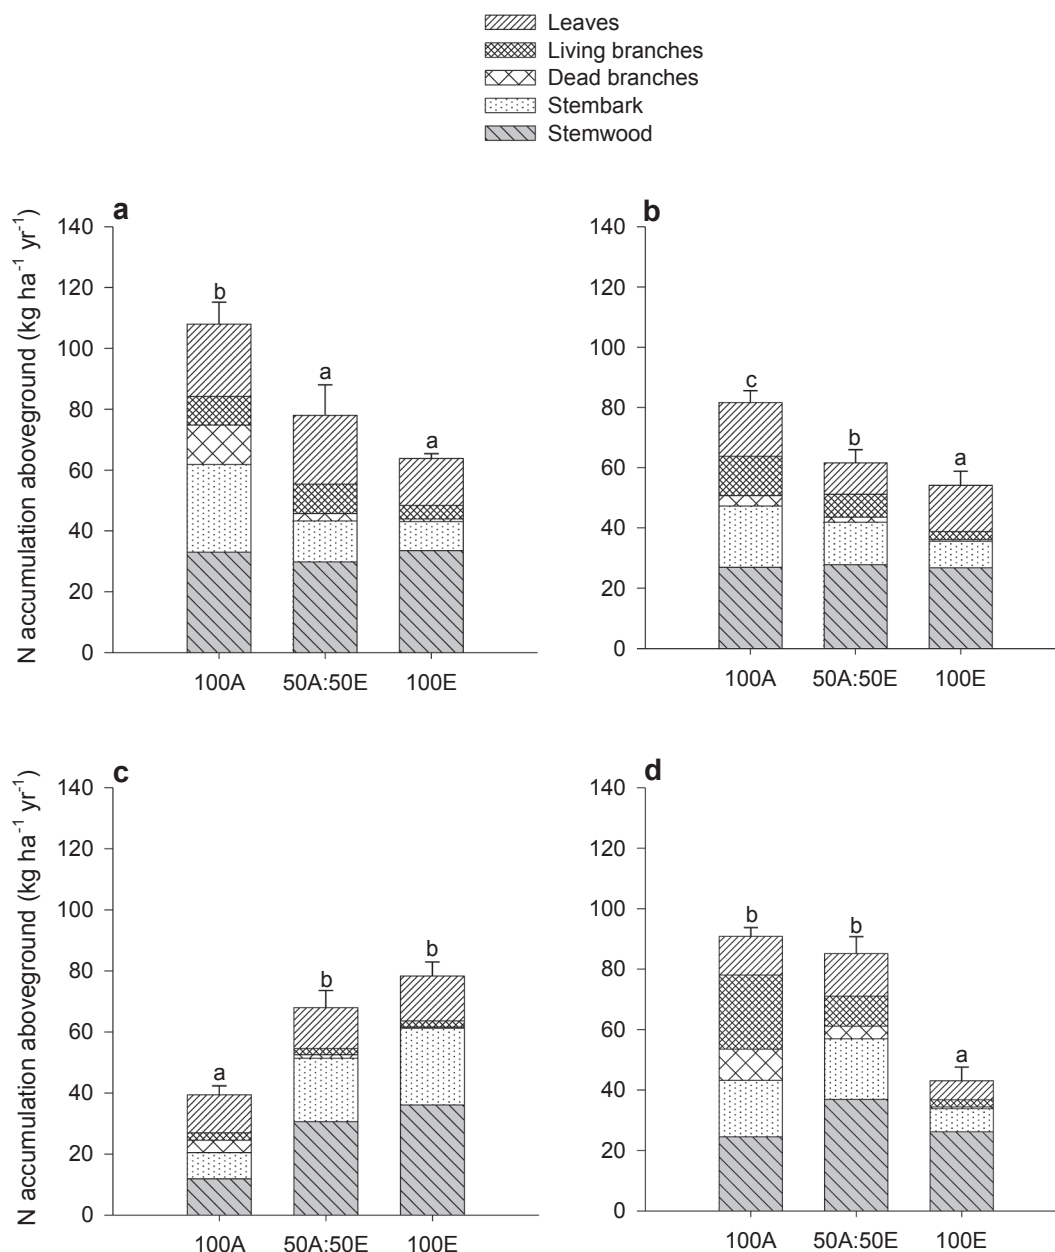 Leaves
Living branches
Dead branches
Stembark
Stemwood
a
N accumulation aboveground (kg ha⁻¹ yr⁻¹)
140
120
100
80
60
40
20
0
b
a
a
100A 50A:50E 100E
b
140
120
100
80
60
40
20
0
c
b
a
100A 50A:50E 100E
c
N accumulation aboveground (kg ha⁻¹ yr⁻¹)
140
120
100
80
60
40
20
0
a
b
b
100A 50A:50E 100E
d
140
120
100
80
60
40
20
0
b
b
a
100A 50A:50E 100E